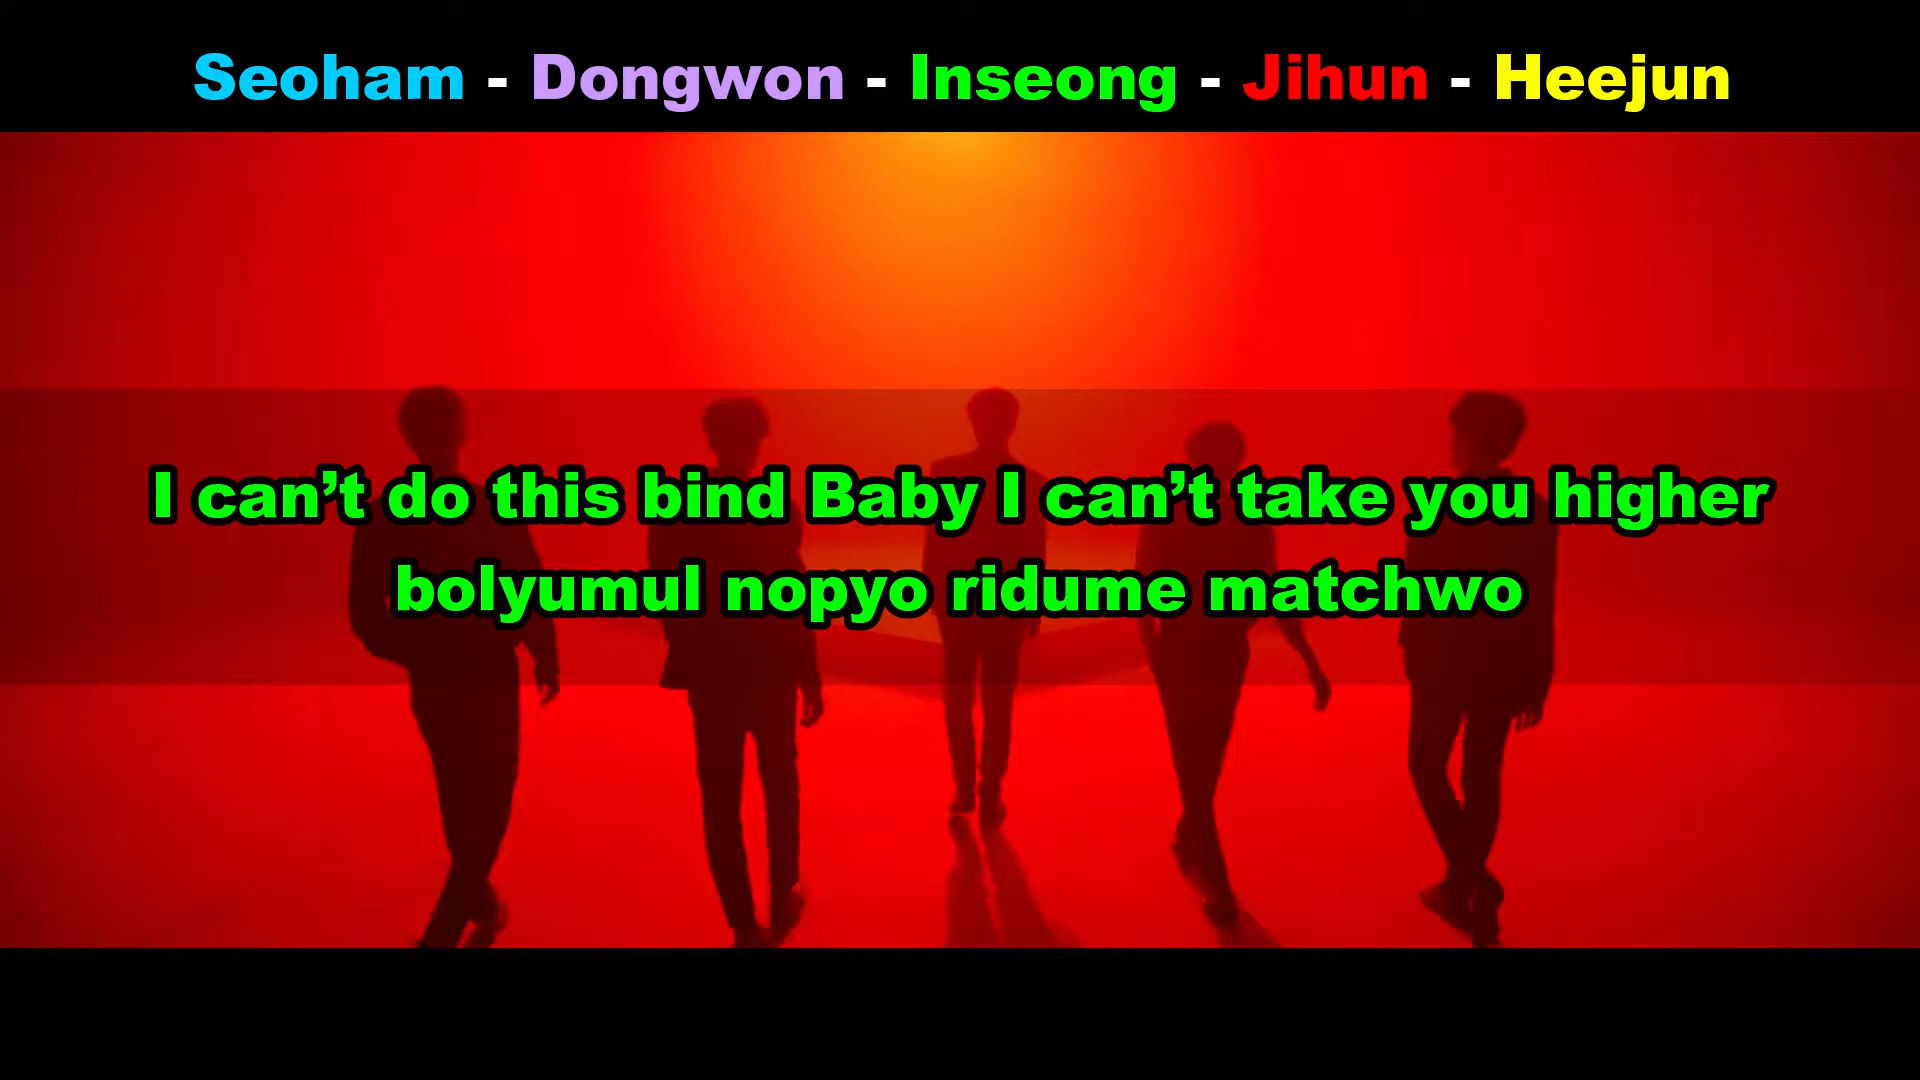 Seoham - Dongwon - Inseong - Jihun - Heejun
I can’t do this bind Baby I can’t take you higher
bolyumul nopyo ridume matchwo